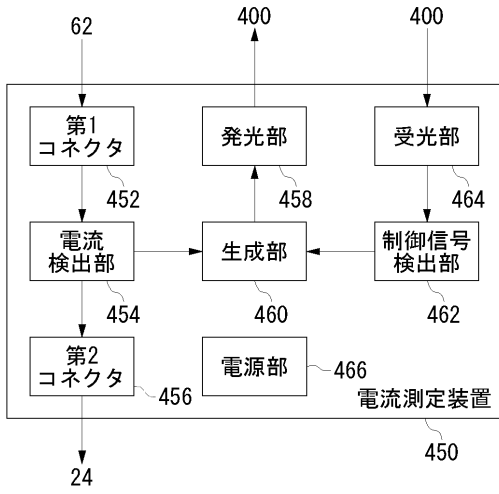 62
400
400
第1
コネクタ
452
発光部
458
受光部
464
電流
検出部
454
生成部
460
制御信号
検出部
462
第2
コネクタ
456
電源部
466
電流測定装置
450
24